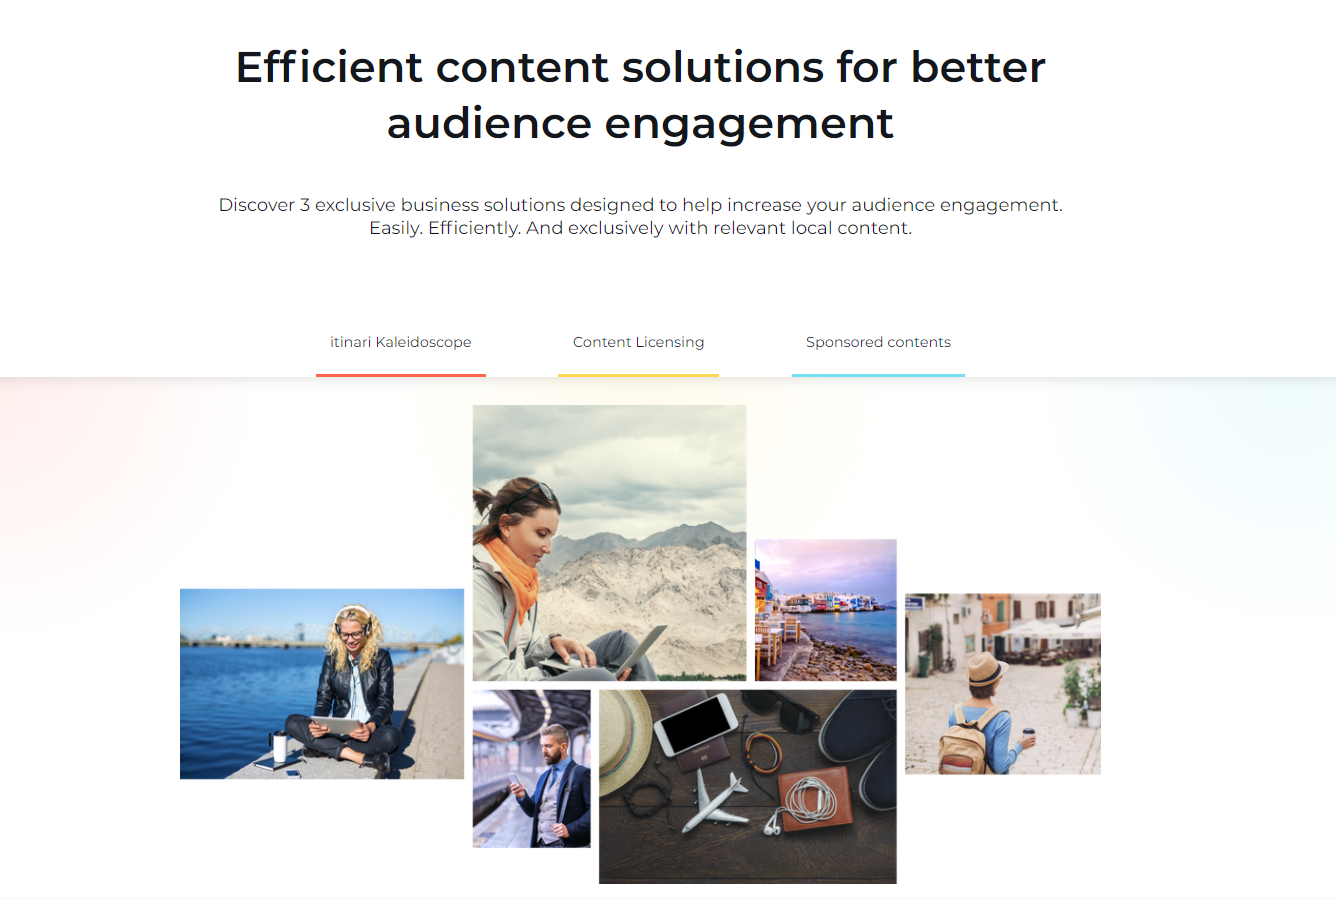 Efficient content solutions for better
audience engagement
Discover 3 exclusive business solutions designed to help increase your audience engagement.
Easily. Efficiently. And exclusively with relevant local content.
itinari Kaleidoscope
Content Licensing
Sponsored contents